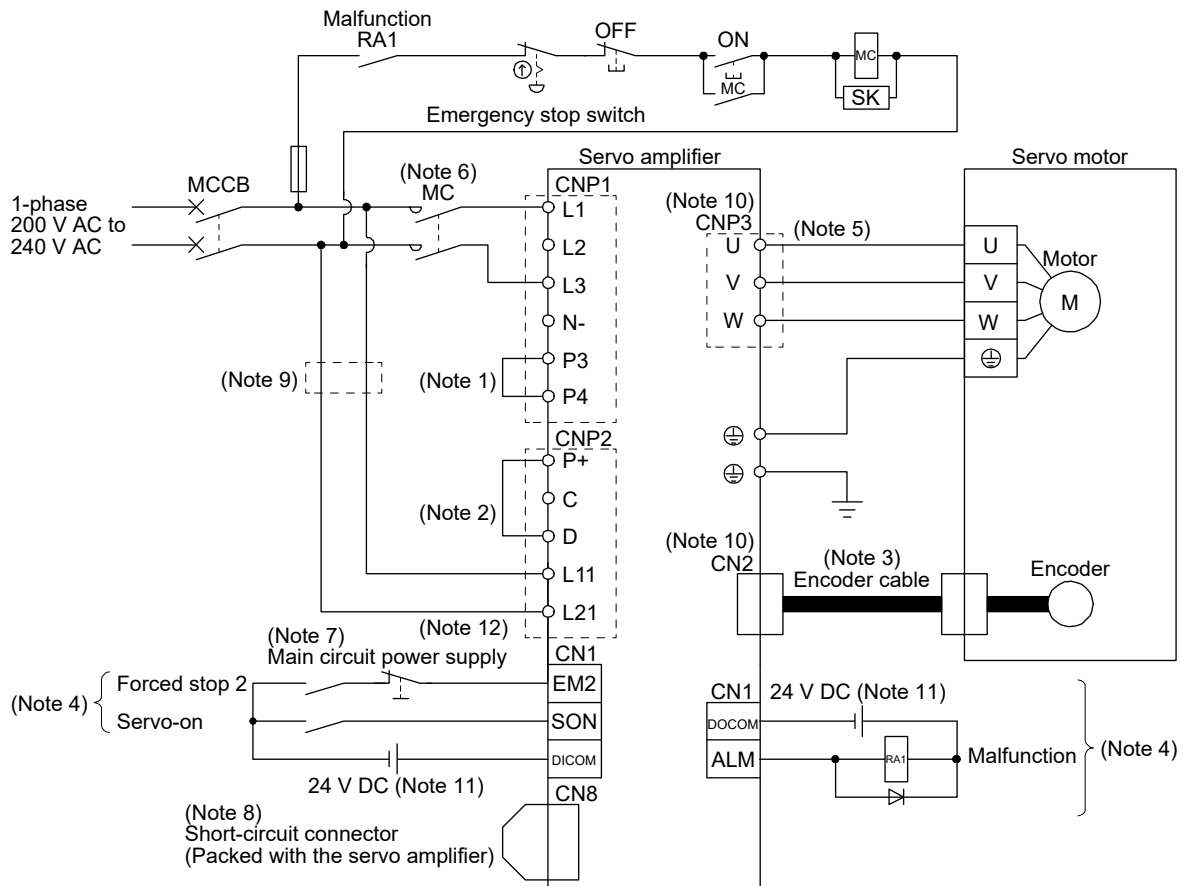 Malfunction
RA1
OFF
ON
MC
MC
SK
Emergency stop switch
Servo amplifier
Servo motor
MCCB
(Note 6)
MC
CNP1
1-phase
200 V AC to
240 V AC
L1
L2
L3
N-
P3
P4
(Note 10)
CNP3
U
V
W
(Note 5)
U
V
W
Motor
M
(Note 9)
(Note 1)
CNP2
P+
C
D
L11
L21
(Note 2)
(Note 10)
CN2
(Note 3)
Encoder cable
Encoder
(Note 12)
(Note 7)
Main circuit power supply
CN1
(Note 4)
Forced stop 2
EM2
Servo-on
SON
DICOM
24 V DC (Note 11)
CN1
24 V DC (Note 11)
DOCOM
ALM
RA1
Malfunction
(Note 4)
CN8
(Note 8)
Short-circuit connector
(Packed with the servo amplifier)